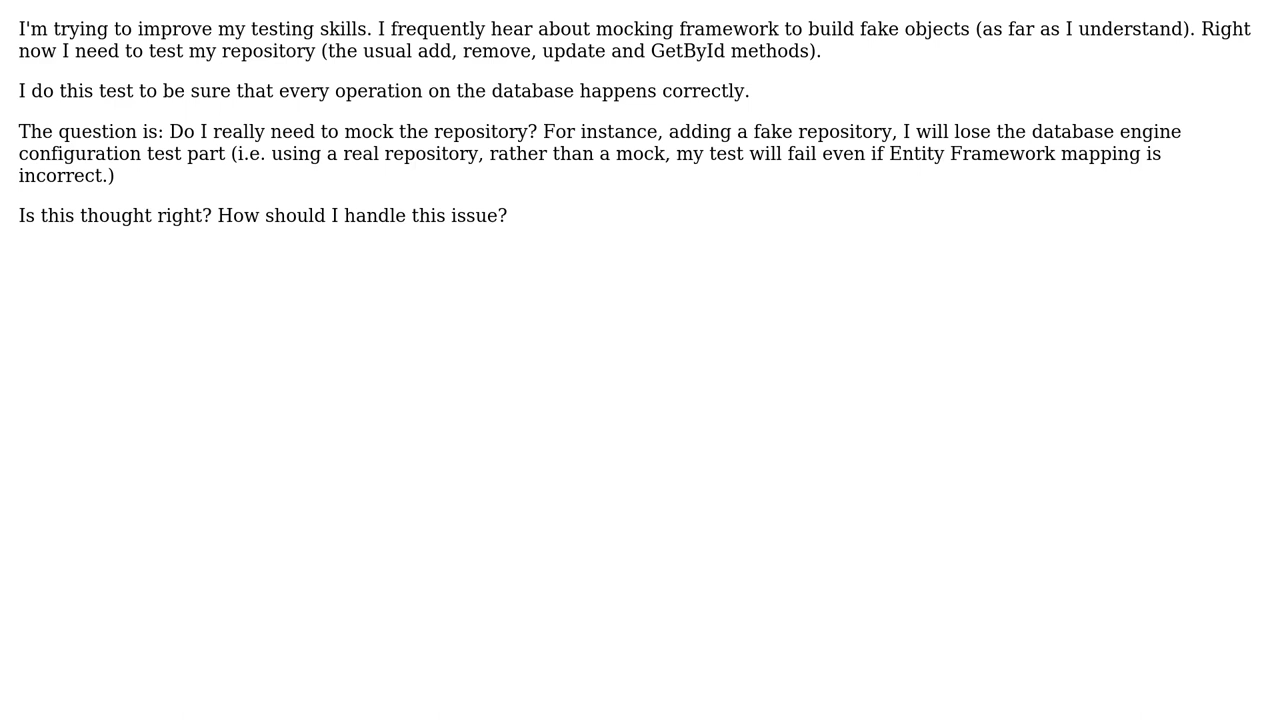 I'm trying to improve my testing skills. I frequently hear about mocking framework to build fake objects (as far as I understand). Right
now I need to test my repository (the usual add, remove, update and GetById methods).
I do this test to be sure that every operation on the database happens correctly.
The question is: Do I really need to mock the repository? For instance, adding a fake repository, I will lose the database engine
configuration test part (i.e. using a real repository, rather than a mock, my test will fail even if Entity Framework mapping is
incorrect.)
Is this thought right? How should I handle this issue?